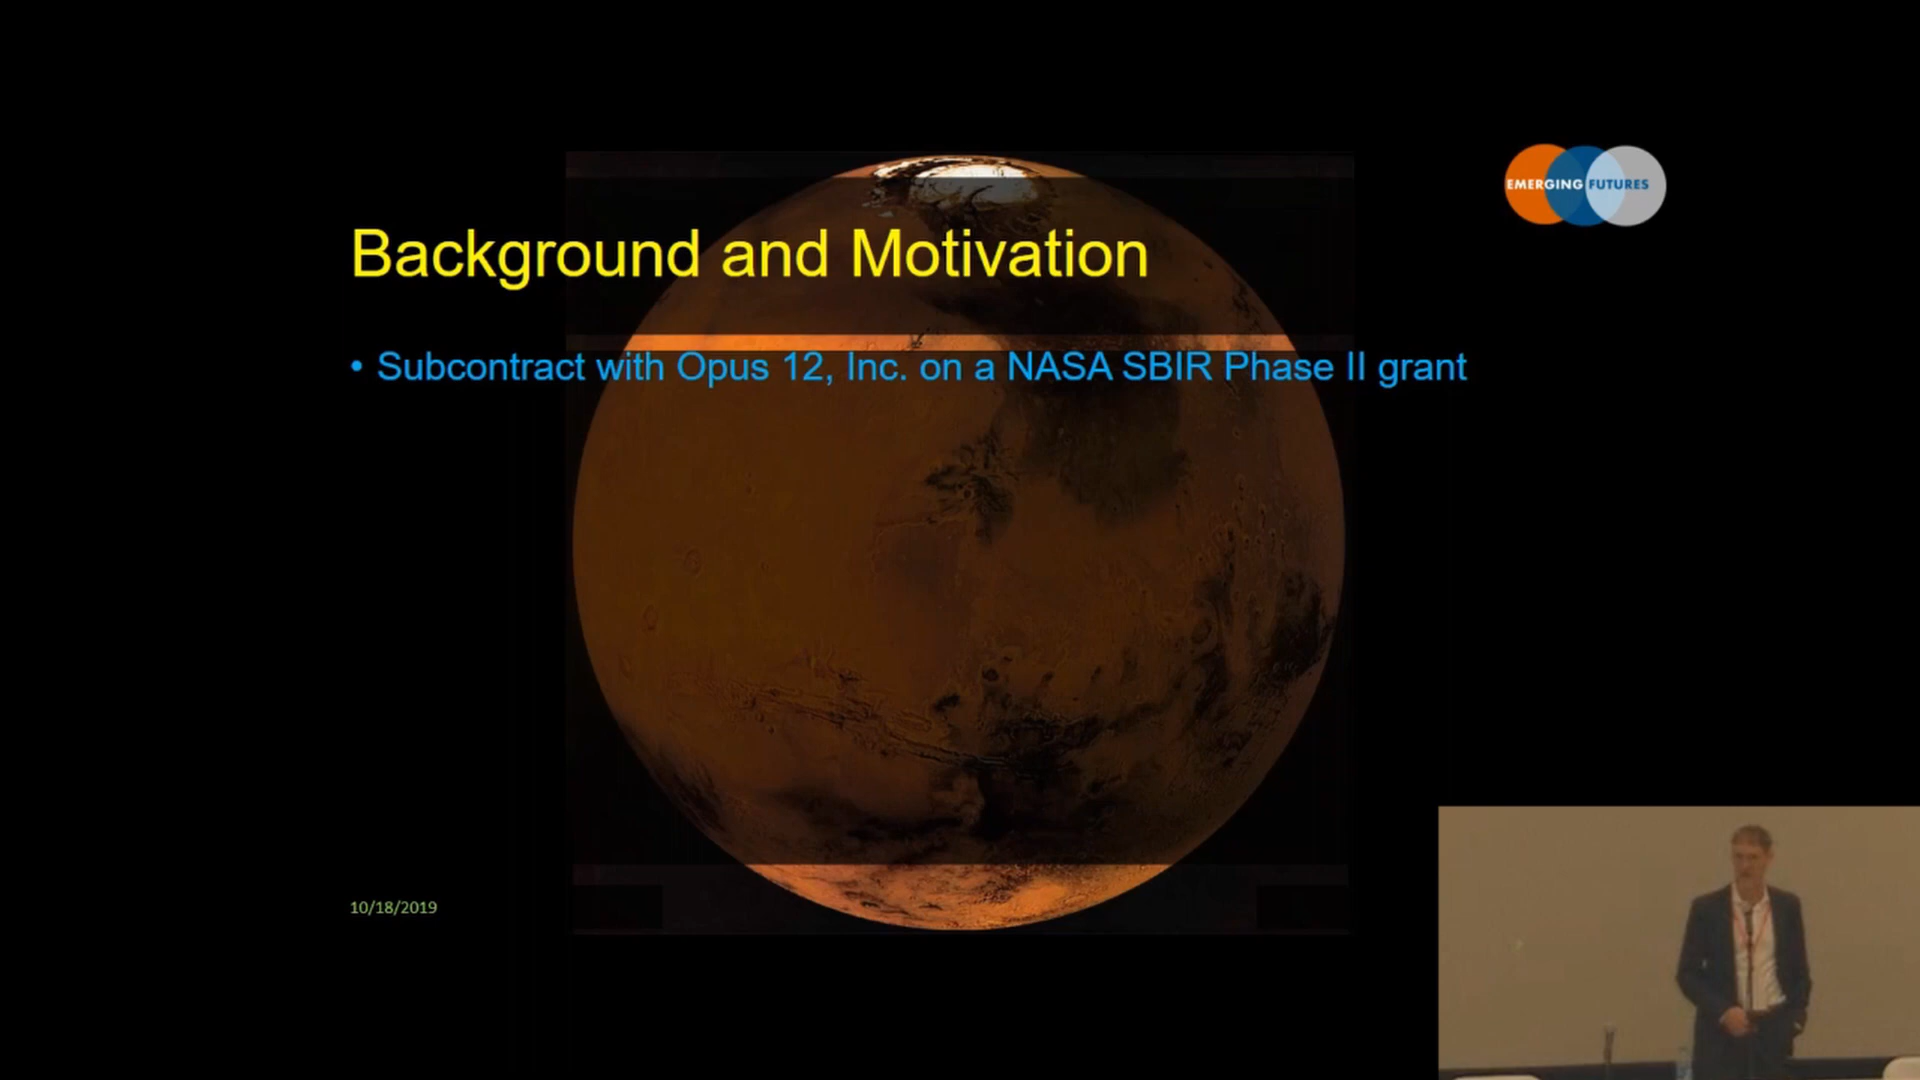 EMERGING FUTURES
Background and Motivation
• Subcontract with Opus 12, Inc. on a NASA SBIR Phase II grant
10/18/2019